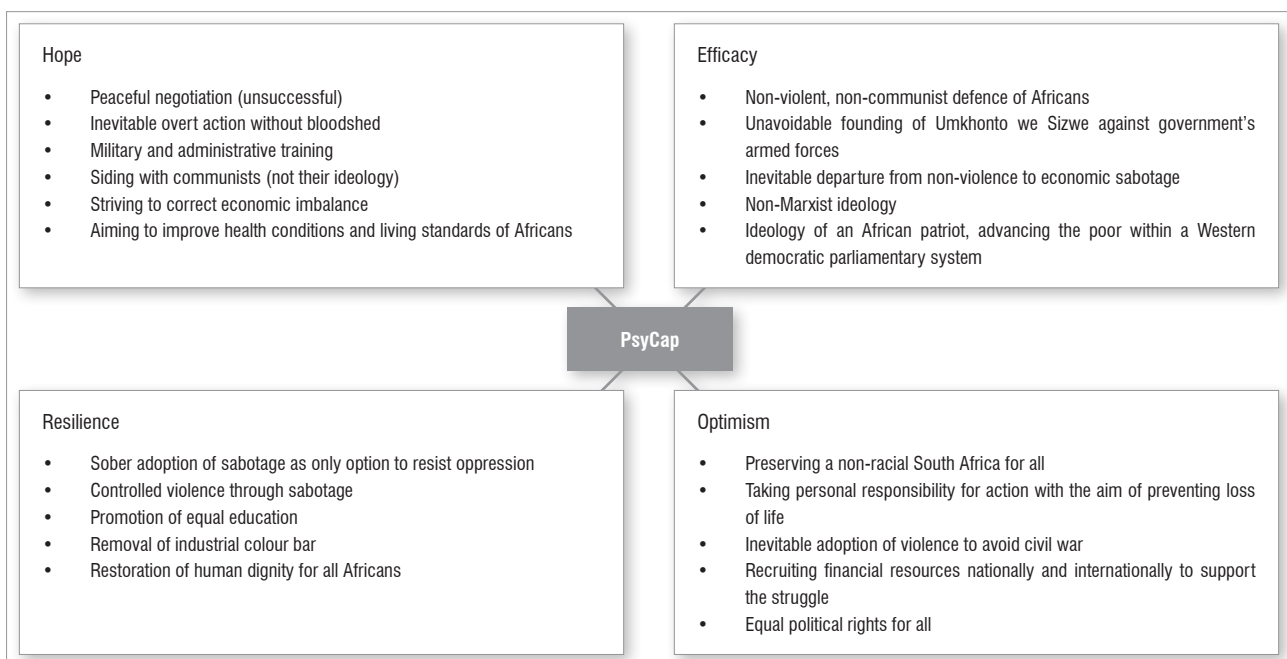 Hope
• Peaceful negotiation (unsuccessful)
• Inevitable overt action without bloodshed
• Military and administrative training
• Siding with communists (not their ideology)
• Striving to correct economic imbalance
• Aiming to improve health conditions and living standards of Africans
Efficacy
• Non-violent, non-communist defence of Africans
• Unavoidable founding of Umkhonto we Sizwe against government's
armed forces
• Inevitable departure from non-violence to economic sabotage
• Non-Marxist ideology
• Ideology of an African patriot, advancing the poor within a Western
democratic parliamentary system
PsyCap
Resilience
• Sober adoption of sabotage as only option to resist oppression
• Controlled violence through sabotage
• Promotion of equal education
• Removal of industrial colour bar
• Restoration of human dignity for all Africans
Optimism
• Preserving a non-racial South Africa for all
• Taking personal responsibility for action with the aim of preventing loss
of life
• Inevitable adoption of violence to avoid civil war
• Recruiting financial resources nationally and internationally to support
the struggle
• Equal political rights for all